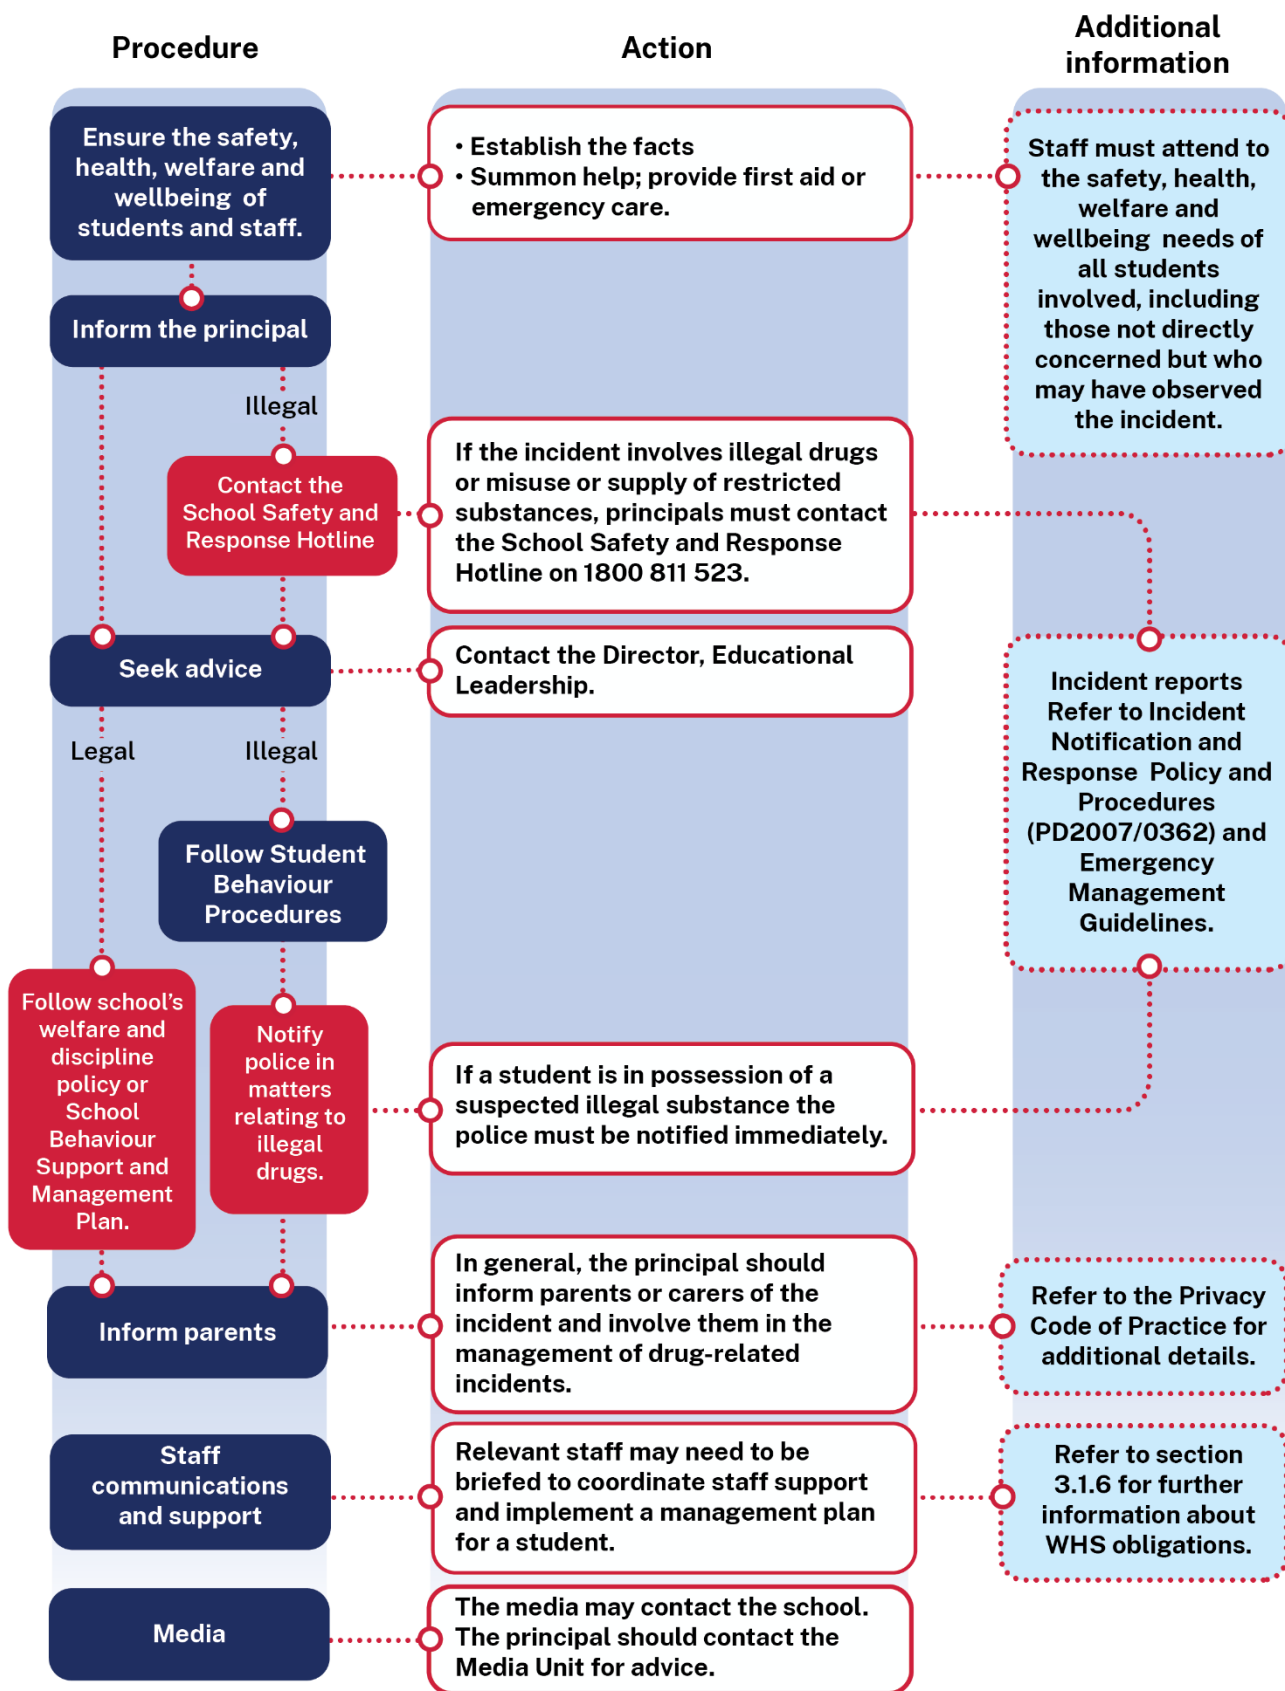 Procedure
Action
Additional
information
Ensure the safety,
health, welfare and
wellbeing of
students and staff.
• Establish the facts
• Summon help; provide first aid or
emergency care.
Staff must attend to
the safety, health,
welfare and
wellbeing needs of
all students
involved, including
those not directly
concerned but who
may have observed
the incident.
Inform the principal
Illegal
Contact the
School Safety and
Response Hotline
If the incident involves illegal drugs
or misuse or supply of restricted
substances, principals must contact
the School Safety and Response
Hotline on 1800 811 523.
Seek advice
Contact the Director, Educational
Leadership.
Incident reports
Refer to Incident
Notification and
Response Policy and
Procedures
(PD2007/0362) and
Emergency
Management
Guidelines.
Legal
Illegal
Follow Student
Behaviour
Procedures
Follow school's
welfare and
discipline
policy or
School
Behaviour
Support and
Management
Plan.
Notify
police in
matters
relating to
illegal
drugs.
If a student is in possession of a
suspected illegal substance the
police must be notified immediately.
Inform parents
In general, the principal should
inform parents or carers of the
incident and involve them in the
management of drug-related
incidents.
Refer to the Privacy
Code of Practice for
additional details.
Staff
communications
and support
Relevant staff may need to be
briefed to coordinate staff support
and implement a management plan
for a student.
Refer to section
3.1.6 for further
information about
WHS obligations.
Media
The media may contact the school.
The principal should contact the
Media Unit for advice.